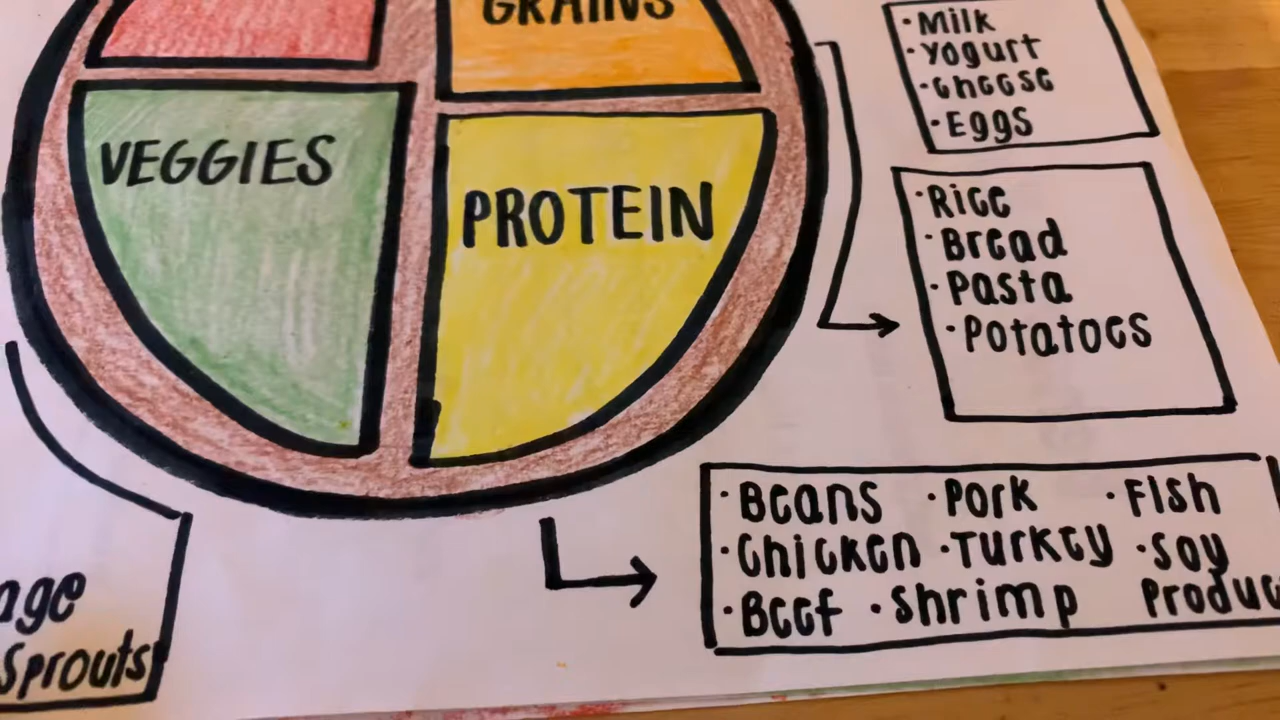 GRAINS
VEGGIES
PROTEIN
• Milk
• Yogurt
• Cheese
• Eggs
• Rice
• Bread
• Pasta
• Potatoes
• Beans • Pork • Fish
• Chicken • Turkey • Soy
• Beef • Shrimp Produc
age
Sprouts